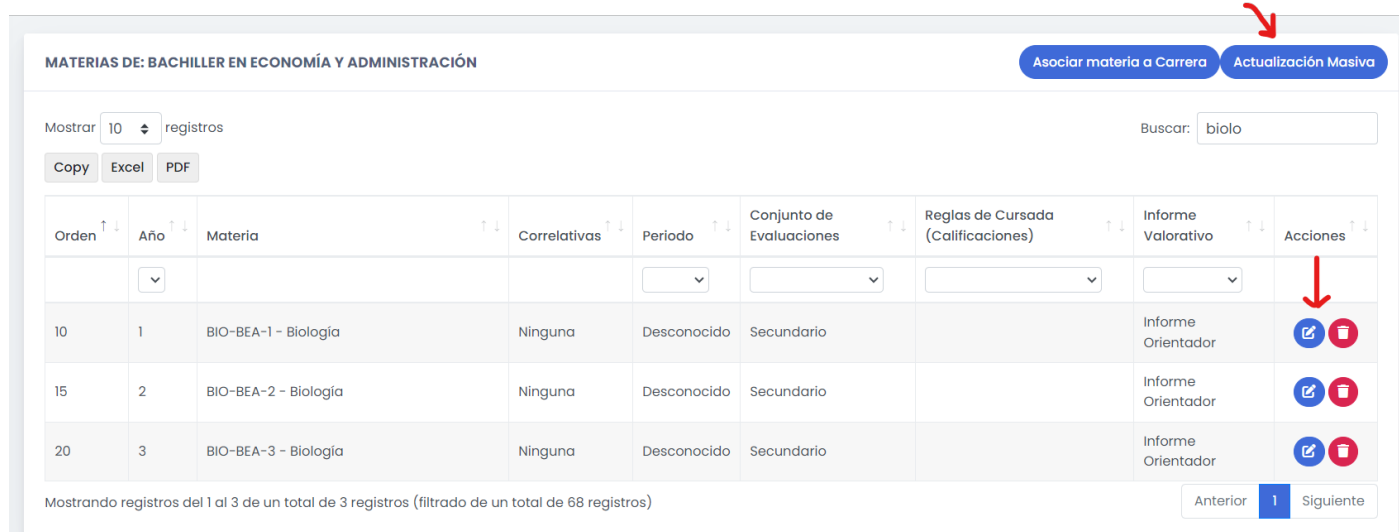 MATERIAS DE: BACHILLER EN ECONOMÍA Y ADMINISTRACIÓN
Asociar materia a Carrera
Actualización Masiva
Mostrar 10 registros
Buscar: biolo
Copy Excel PDF
Orden Año Materia Correlativas Periodo Conjunto de Evaluaciones Reglas de Cursada (Calificaciones) Informe Valorativo Acciones
10 1 BIO-BEA-1 - Biología Ninguna Desconocido Secundario Informe Orientador
15 2 BIO-BEA-2 - Biología Ninguna Desconocido Secundario Informe Orientador
20 3 BIO-BEA-3 - Biología Ninguna Desconocido Secundario Informe Orientador
Mostrando registros del 1 al 3 de un total de 3 registros (filtrado de un total de 68 registros)
Anterior 1 Siguiente